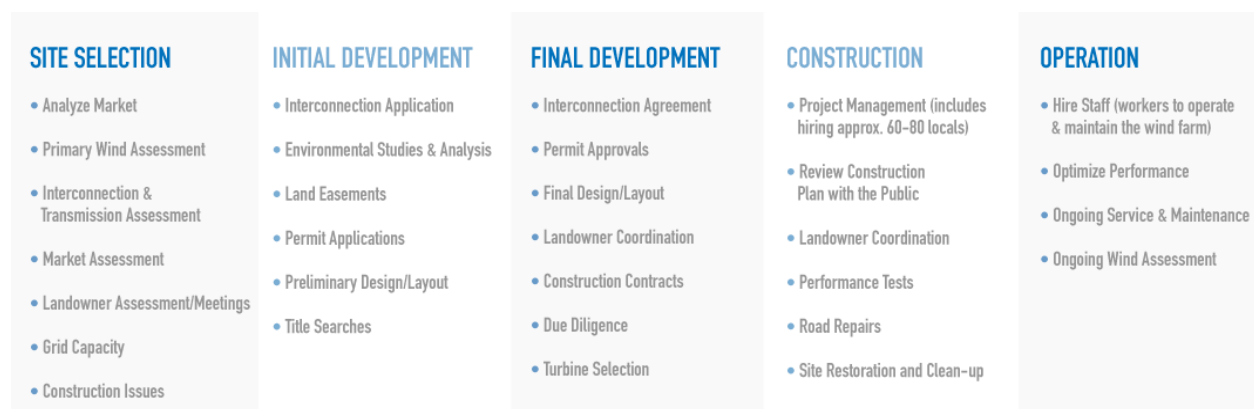 SITE SELECTION
• Analyze Market
• Primary Wind Assessment
• Interconnection &
Transmission Assessment
• Market Assessment
• Landowner Assessment/Meetings
• Grid Capacity
• Construction Issues
INITIAL DEVELOPMENT
• Interconnection Application
• Environmental Studies & Analysis
• Land Easements
• Permit Applications
• Preliminary Design/Layout
• Title Searches
FINAL DEVELOPMENT
• Interconnection Agreement
• Permit Approvals
• Final Design/Layout
• Landowner Coordination
• Construction Contracts
• Due Diligence
• Turbine Selection
CONSTRUCTION
• Project Management (includes
hiring approx. 60-80 locals)
• Review Construction
Plan with the Public
• Landowner Coordination
• Performance Tests
• Road Repairs
• Site Restoration and Clean-up
OPERATION
• Hire Staff (workers to operate
& maintain the wind farm)
• Optimize Performance
• Ongoing Service & Maintenance
• Ongoing Wind Assessment